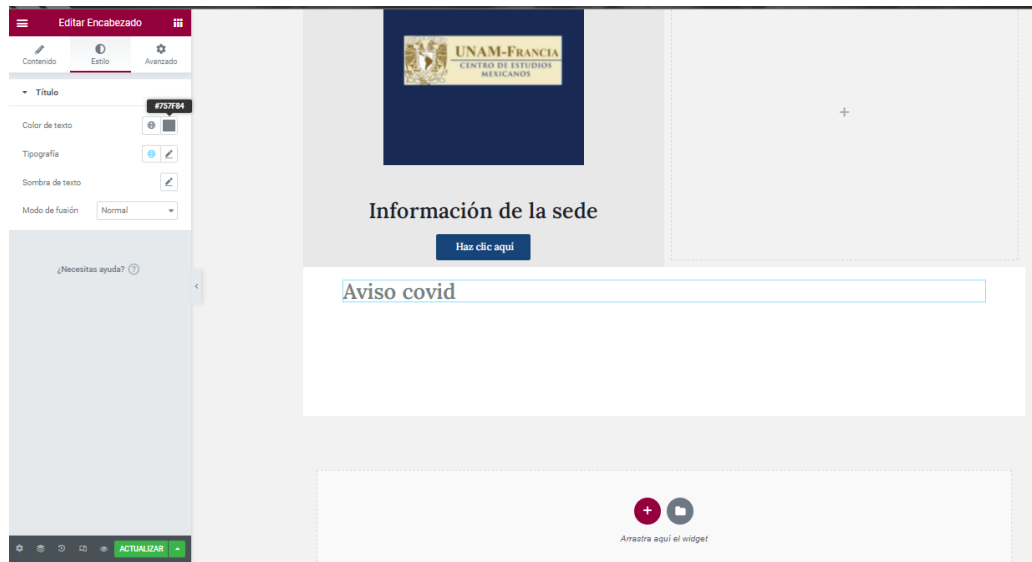 Editar Encabezado
Contenido
Estilo
Avanzado
Título
#757F84
Color de texto
Tipografía
Sombra de texto
Modo de fusión
Normal
¿Necesitas ayuda? ?
ACTUALIZAR
UNAM-FRANCIA
CENTRO DE ESTUDIOS
MEXICANOS
Información de la sede
Haz clic aquí
Aviso covid
Arrastra aquí el widget